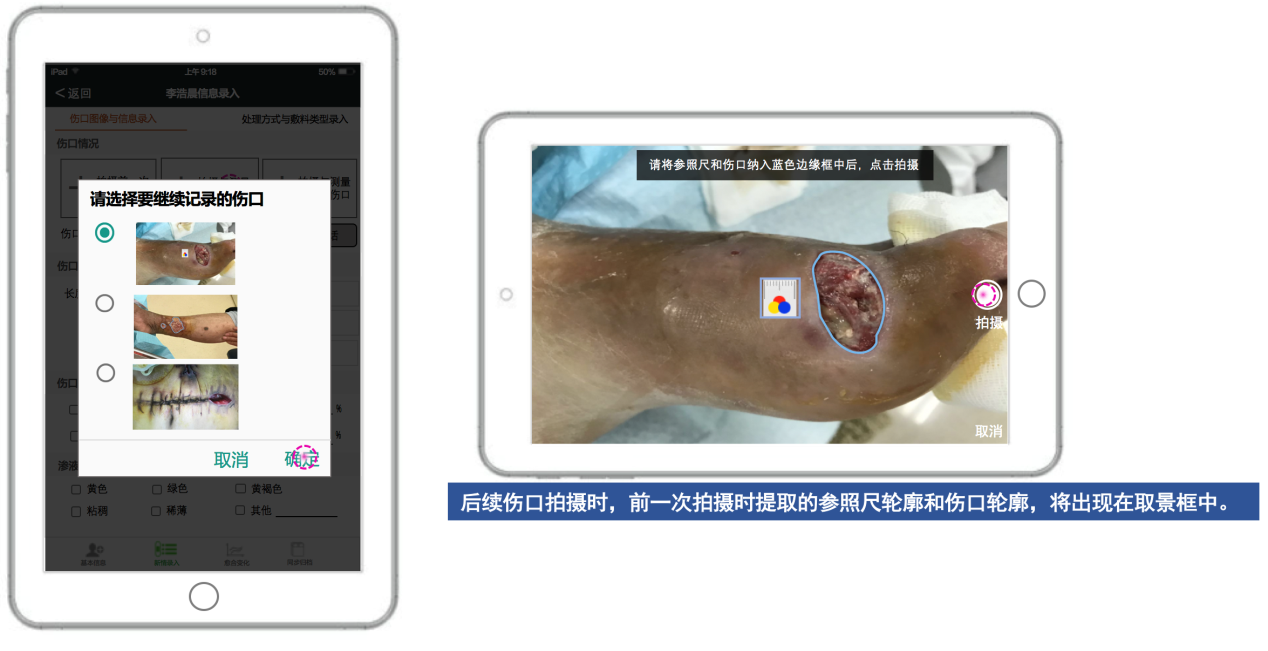 iPad
上午9:18
50%
<返回
李浩晨信息录入
伤口图像与信息录入
处理方式与敷料类型录入
伤口情况
请选择要继续记录的伤口
取消
确定
%
%
黄色
绿色
黄褐色
粘稠
稀薄
其他
基本信息
请将参照尺和伤口纳入蓝色边缘框中后，点击拍摄
拍摄
取消
后续伤口拍摄时，前一次拍摄时提取的参照尺轮廓和伤口轮廓，将出现在取景框中。